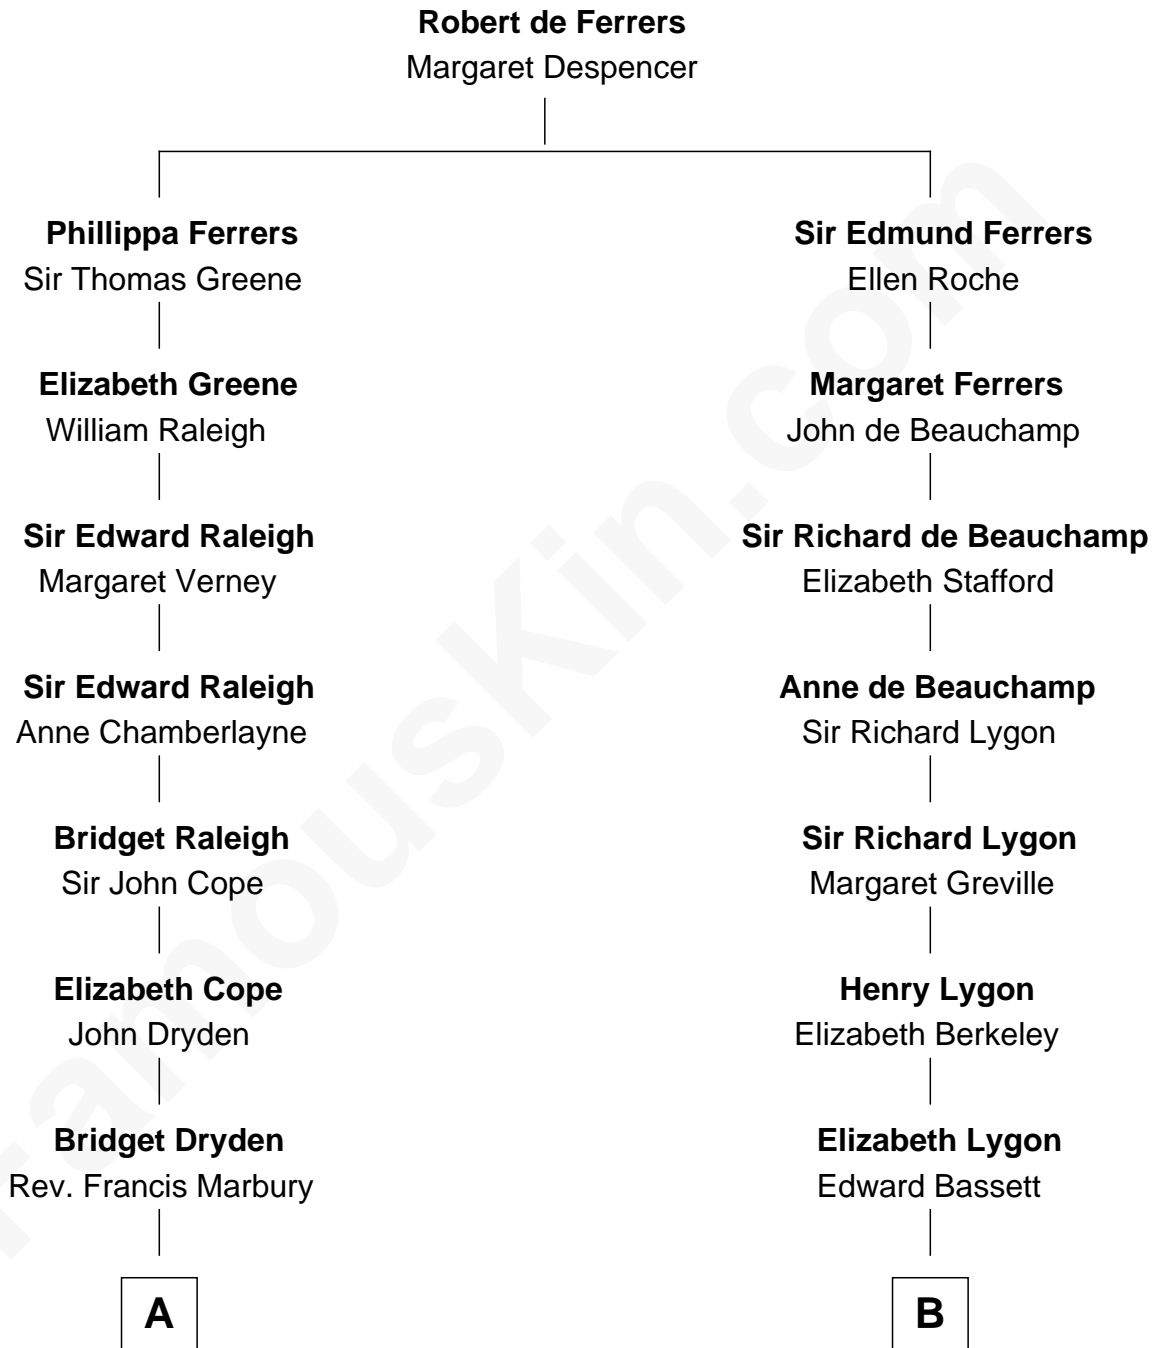 Robert de Ferrers
Margaret Despencer
Phillippa Ferrers
Sir Thomas Greene
Elizabeth Greene
William Raleigh
Sir Edward Raleigh
Margaret Verney
Sir Edward Raleigh
Anne Chamberlayne
Bridget Raleigh
Sir John Cope
Elizabeth Cope
John Dryden
Bridget Dryden
Rev. Francis Marbury
A
Sir Edmund Ferrers
Ellen Roche
Margaret Ferrers
John de Beauchamp
Sir Richard de Beauchamp
Elizabeth Stafford
Anne de Beauchamp
Sir Richard Lygon
Sir Richard Lygon
Margaret Greville
Henry Lygon
Elizabeth Berkeley
Elizabeth Lygon
Edward Bassett
B
FamousKin.com